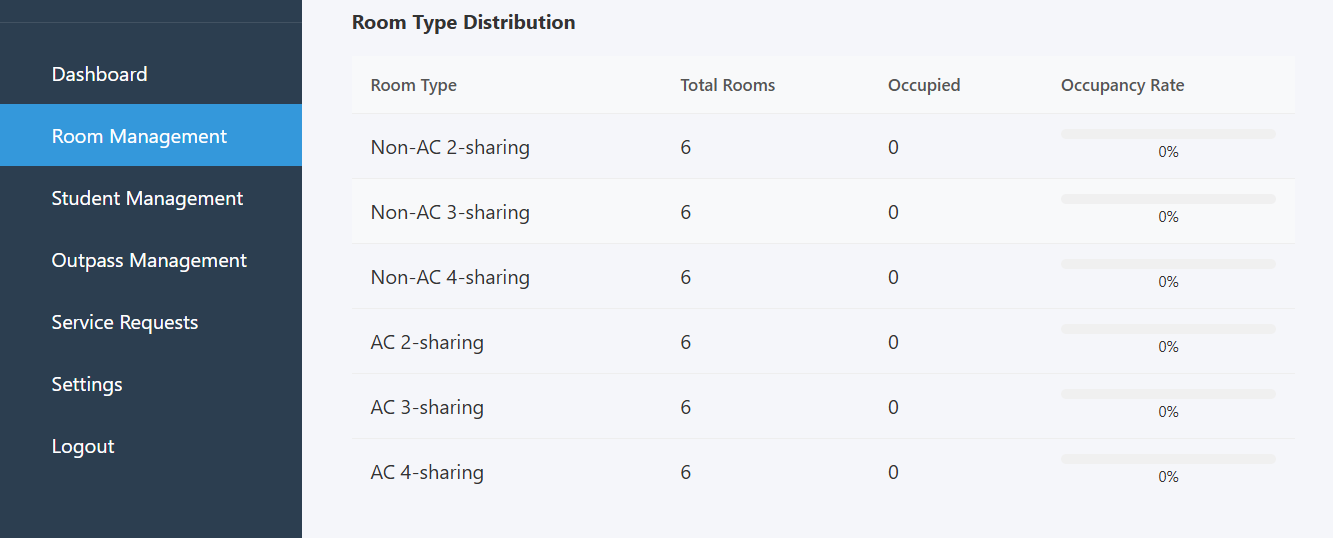 Dashboard
Room Management
Student Management
Outpass Management
Service Requests
Settings
Logout
Room Type Distribution
Room Type Total Rooms Occupied Occupancy Rate
Non-AC 2-sharing 6 0 0%
Non-AC 3-sharing 6 0 0%
Non-AC 4-sharing 6 0 0%
AC 2-sharing 6 0 0%
AC 3-sharing 6 0 0%
AC 4-sharing 6 0 0%